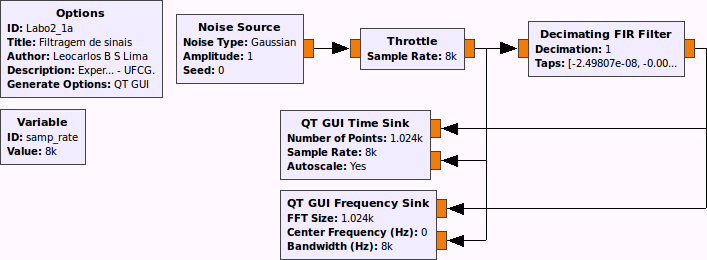 Options
ID: Labo2_1a
Title: Filtragem de sinais
Author: Leocarlos B S Lima
Description: Exper... - UFCG.
Generate Options: QT GUI
Variable
ID: samp_rate
Value: 8k
Noise Source
Noise Type: Gaussian
Amplitude: 1
Seed: 0
Throttle
Sample Rate: 8k
Decimating FIR Filter
Decimation: 1
Taps: [-2.49807e-08, -0.00...
QT GUI Time Sink
Number of Points: 1.024k
Sample Rate: 8k
Autoscale: Yes
QT GUI Frequency Sink
FFT Size: 1.024k
Center Frequency (Hz): 0
Bandwidth (Hz): 8k